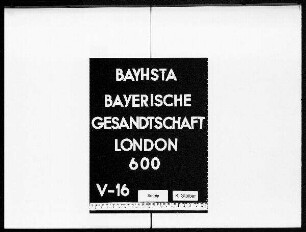 BAYHSTA
BAYERISCHE
GESANDTSCHAFT
LONDON
600
V-16